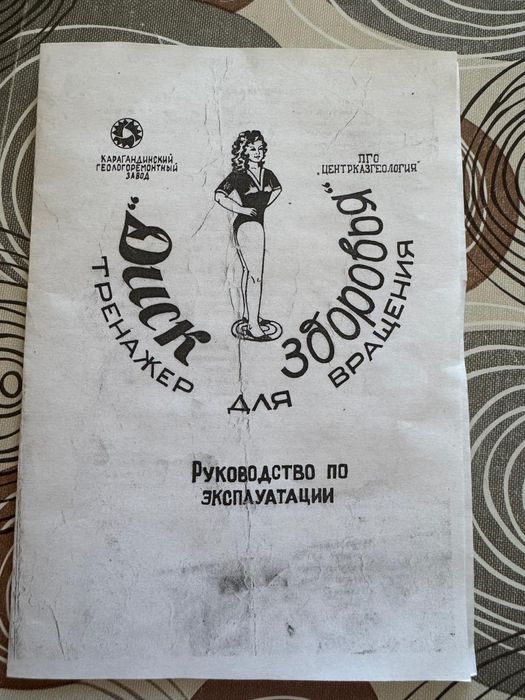 КАРАГАНДИНСКИЙ
ГЕОЛОГОРЕМОНТНЫЙ
ЗАВОД
ПГО
„ЦЕНТРКАЗГЕОЛОГИЯ"
„Диск Здоровья"
ТРЕНАЖЕР ДЛЯ ВРАЩЕНИЯ
РУКОВОДСТВО ПО
ЭКСПЛУАТАЦИИ